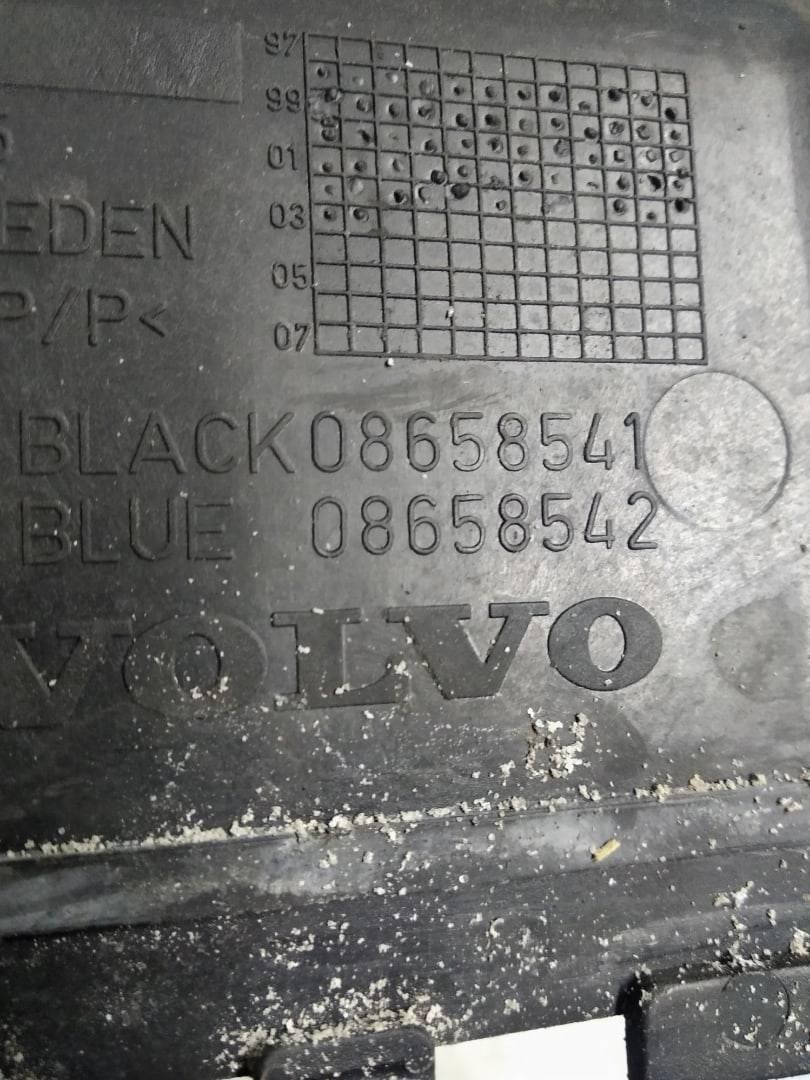 97
99
01
EDEN
03
P/P<
05
07
BLACK 08658541
BLUE 08658542
VOLVO